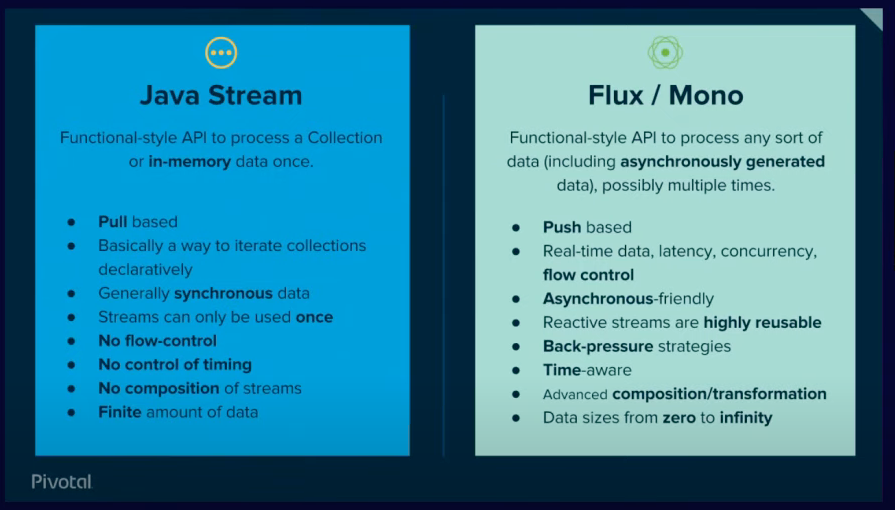 Java Stream
Functional-style API to process a Collection
or in-memory data once.
● Pull based
● Basically a way to iterate collections
declaratively
● Generally synchronous data
● Streams can only be used once
● No flow-control
● No control of timing
● No composition of streams
● Finite amount of data
Flux / Mono
Functional-style API to process any sort of
data (including asynchronously generated
data), possibly multiple times.
● Push based
● Real-time data, latency, concurrency,
flow control
● Asynchronous-friendly
● Reactive streams are highly reusable
● Back-pressure strategies
● Time-aware
● Advanced composition/transformation
● Data sizes from zero to infinity
Pivotal